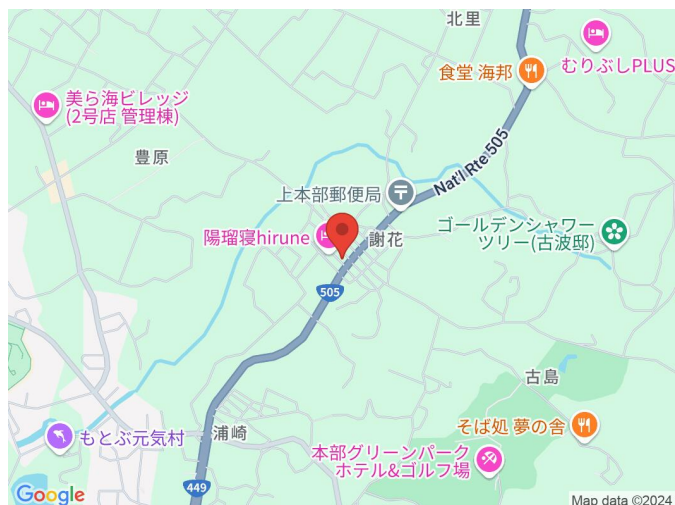 北里
食堂 海邦
むりぶしPLUS
美ら海ビレッジ
(2号店 管理棟)
豊原
Nat'l Rte 505
上本部郵便局
陽瑠寝hirune
謝花
ゴールデンシャワー
ツリー(古波邸)
505
古島
そば処 夢の舎
もとぶ元気村
浦崎
本部グリーンパーク
ホテル&ゴルフ場
449
Google
Map data ©2024